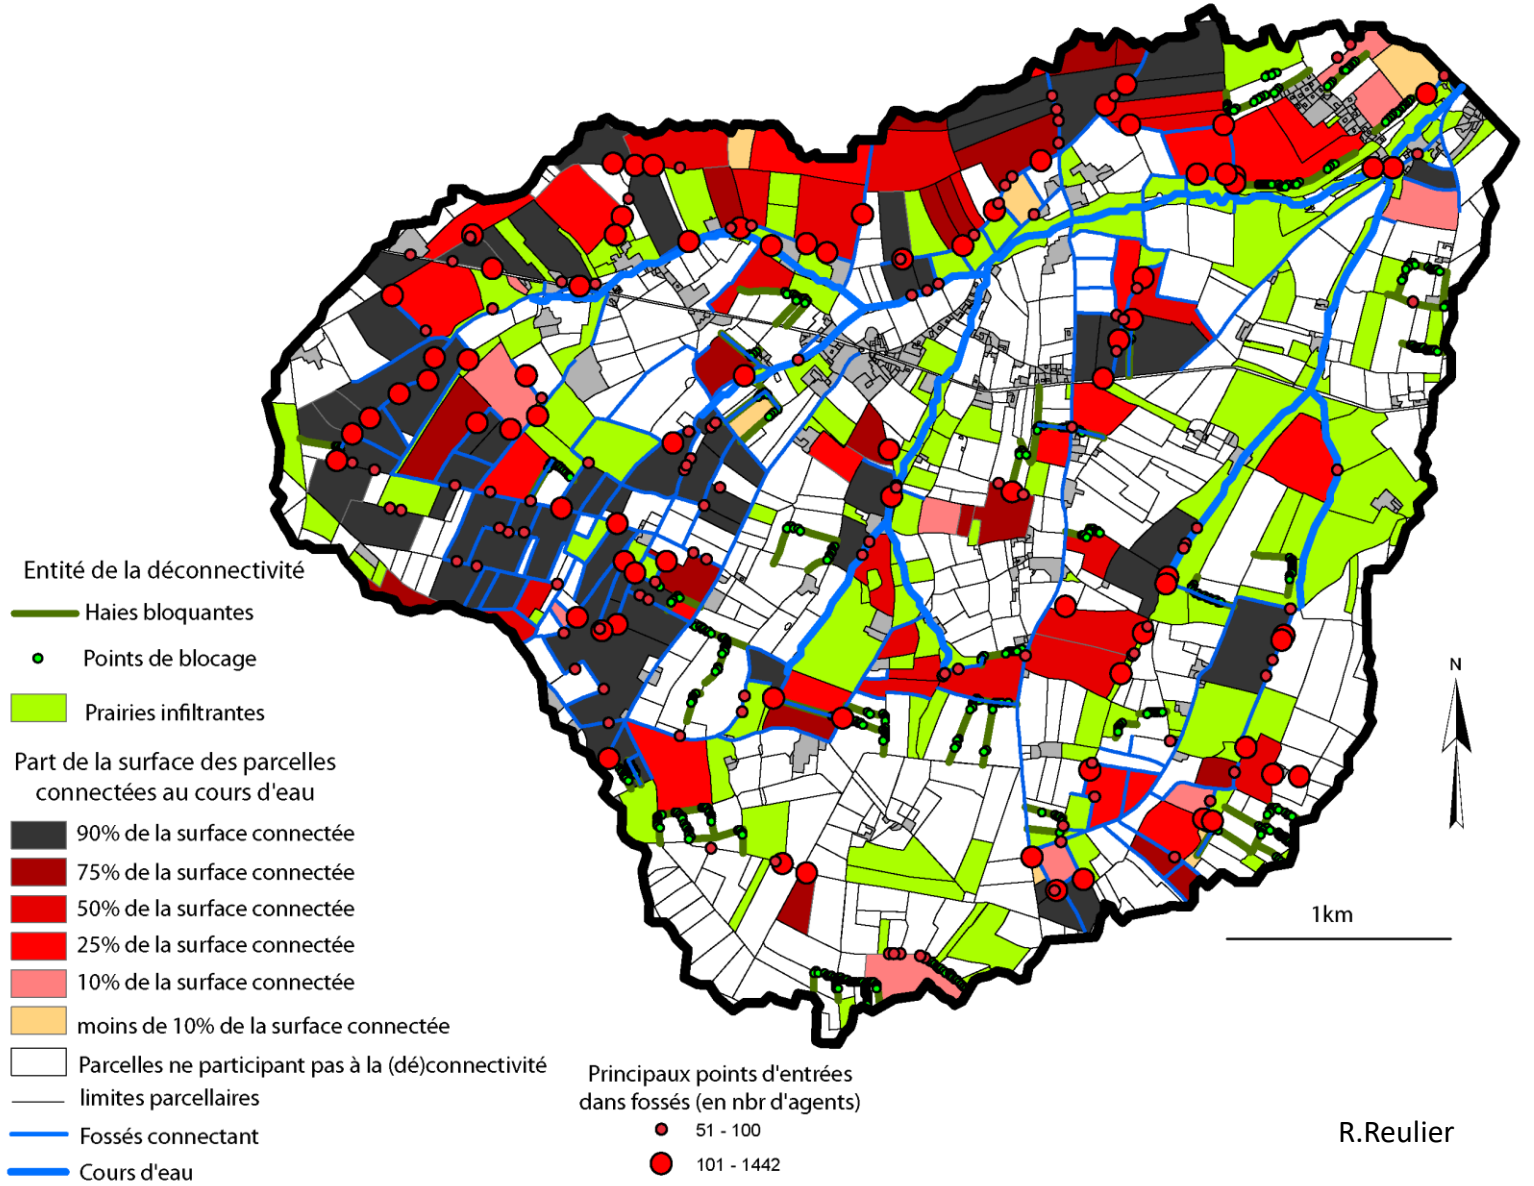 Entité de la déconnectivité
Haies bloquantes
Points de blocage
Prairies infiltrantes
Part de la surface des parcelles
connectées au cours d'eau
90% de la surface connectée
75% de la surface connectée
50% de la surface connectée
25% de la surface connectée
10% de la surface connectée
moins de 10% de la surface connectée
Parcelles ne participant pas à la (dé)connectivité
limites parcellaires
Fossés connectant
Cours d'eau
Principaux points d'entrées
dans fossés (en nbr d'agents)
51 - 100
101 - 1442
N
1km
R.Reulier